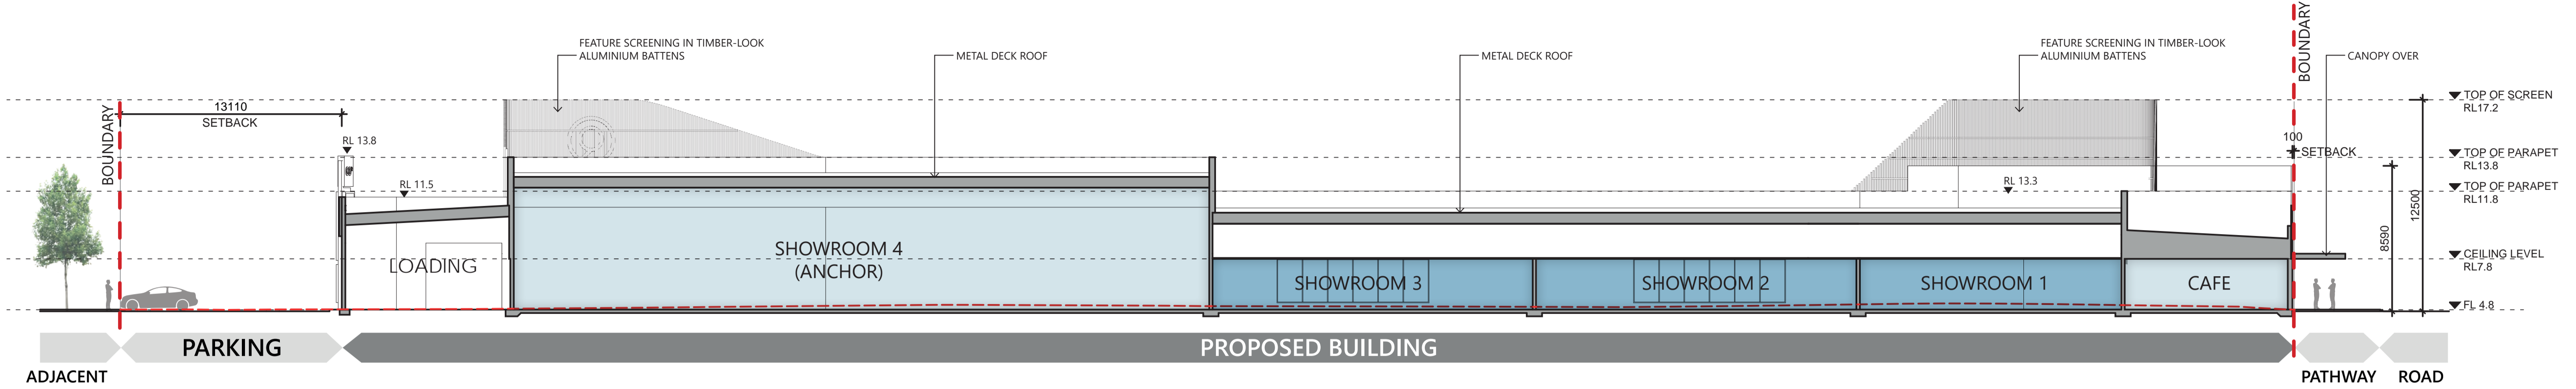 BOUNDARY
FEATURE SCREENING IN TIMBER-LOOK
ALUMINIUM BATTENS
METAL DECK ROOF
METAL DECK ROOF
FEATURE SCREENING IN TIMBER-LOOK
ALUMINIUM BATTENS
CANOPY OVER
BOUNDARY
13110
SETBACK
TOP OF SCREEN
RL17.2
RL 13.8
100
SETBACK
TOP OF PARAPET
RL13.8
RL 11.5
RL 13.3
TOP OF PARAPET
RL11.8
12500
8590
LOADING
SHOWROOM 4
(ANCHOR)
SHOWROOM 3
SHOWROOM 2
SHOWROOM 1
CAFE
CEILING LEVEL
RL7.8
FL 4.8
PARKING
PROPOSED BUILDING
ADJACENT
PATHWAY
ROAD